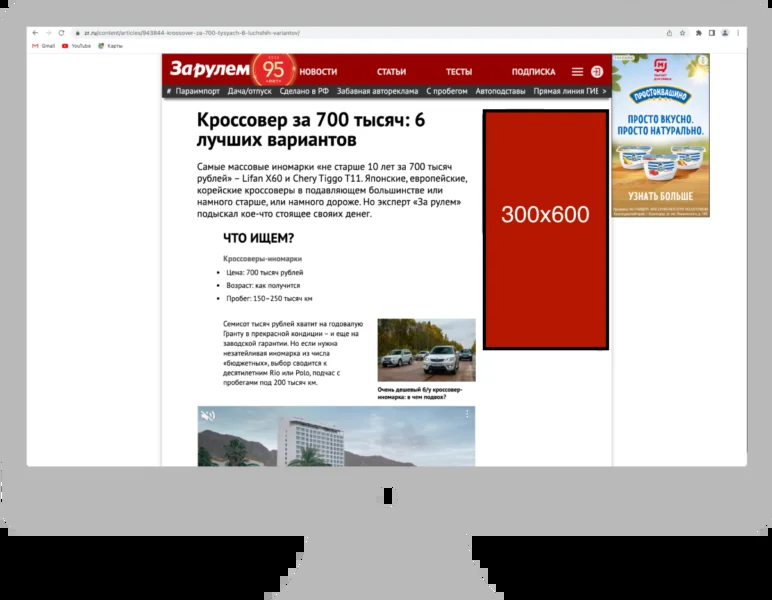 zr.ru/content/articles/943844-krossover-za-700-tysyach-6-luchshih-variantov/
Gmail YouTube Карты
За рулем 95 НОВОСТИ СТАТЬИ ТЕСТЫ ПОДПИСКА
# Параимпорт Дача/отпуск Сделано в РФ Забавная автореклама С пробегом Автоподставы Прямая линия ГИБ >
Кроссовер за 700 тысяч: 6
лучших вариантов
Самые массовые иномарки «не старше 10 лет за 700 тысяч
рублей» – Lifan X60 и Chery Tiggo T11. Японские, европейские,
корейские кроссоверы в подавляющем большинстве или
намного старше, или намного дороже. Но эксперт «За рулем»
подыскал кое-что стоящее своих денег.
ЧТО ИЩЕМ?
Кроссоверы-иномарки
• Цена: 700 тысяч рублей
• Возраст: как получится
• Пробег: 150–250 тысяч км
Семисот тысяч рублей хватит на годовалую
Гранту в прекрасной кондиции – и еще на
заводской гарантии. Но если нужна
незатейливая иномарка из числа
«бюджетных», выбор сводится к
десятилетним Rio или Polo, подчас с
пробегами под 200 тысяч км.
Очень дешевый б/у кроссовер-
иномарка: в чем подвох?
300x600
ПРОСТОКВАШИНО
ПРОСТО ВКУСНО.
ПРОСТО НАТУРАЛЬНО.
УЗНАТЬ БОЛЬШЕ